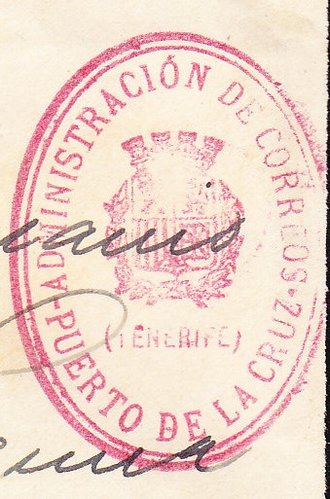 ADMINISTRACIÓN DE CORREOS
(TENERIFE)
PUERTO DE LA CRUZ